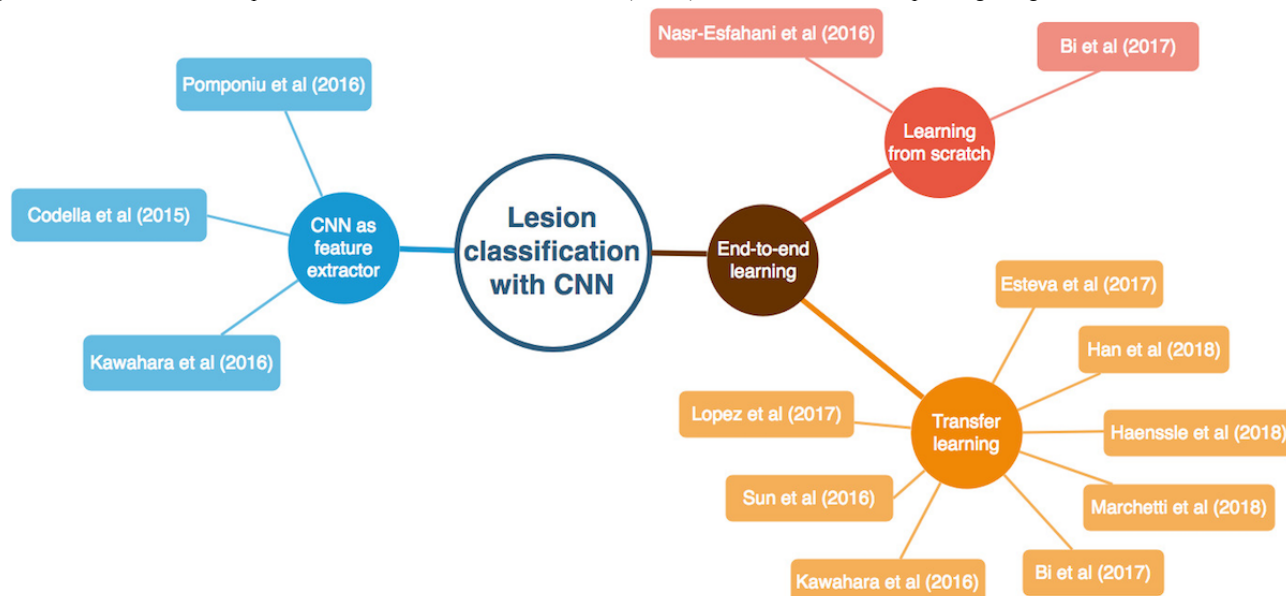 Nasr-Esfahani et al (2016)
Bi et al (2017)
Pomponiu et al (2016)
Learning
from scratch
Codella et al (2015)
CNN as
feature
extractor
Lesion
classification
with CNN
End-to-end
learning
Esteva et al (2017)
Han et al (2018)
Kawahara et al (2016)
Lopez et al (2017)
Transfer
learning
Haenssle et al (2018)
Sun et al (2016)
Marchetti et al (2018)
Kawahara et al (2016)
Bi et al (2017)